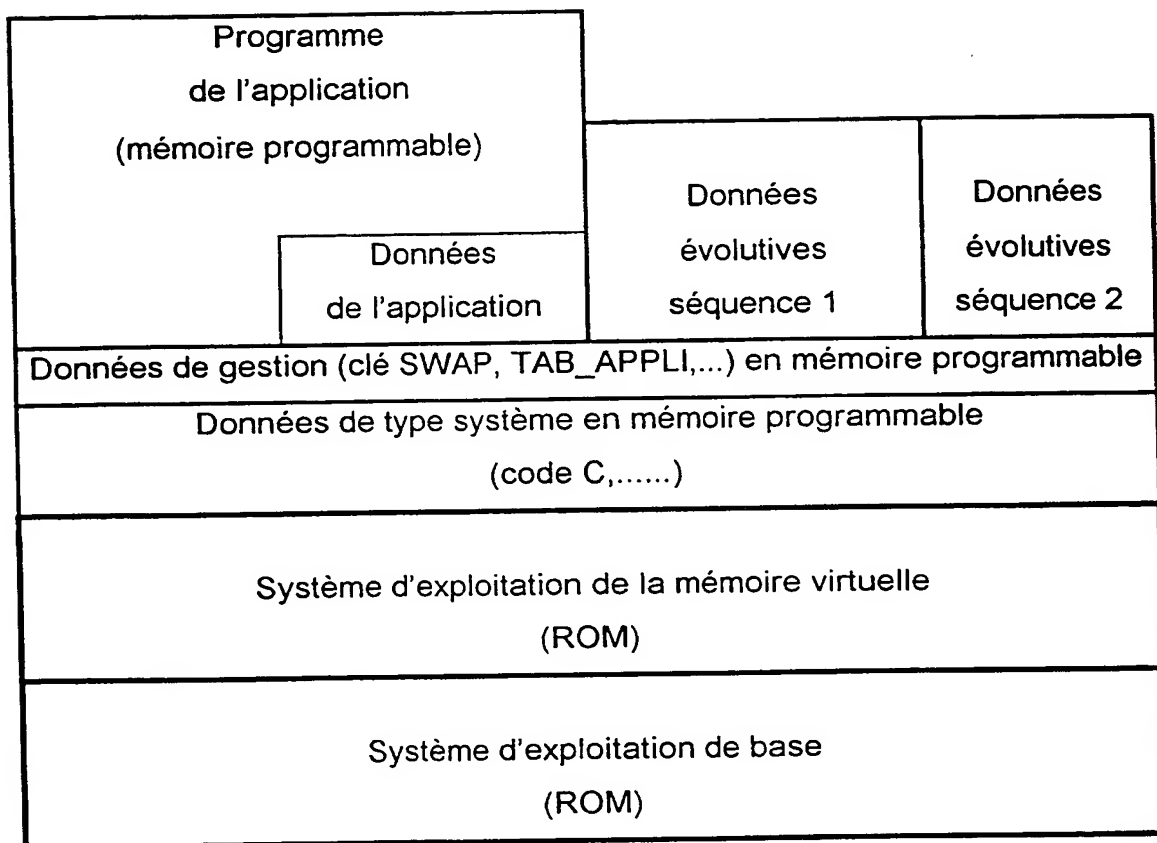 Programme
de l'application
(mémoire programmable)
Données
de l'application
Données
évolutives
séquence 1
Données
évolutives
séquence 2
Données de gestion (clé SWAP, TAB_APPLI,...) en mémoire programmable
Données de type système en mémoire programmable
(code C,......)
Système d'exploitation de la mémoire virtuelle
(ROM)
Système d'exploitation de base
(ROM)